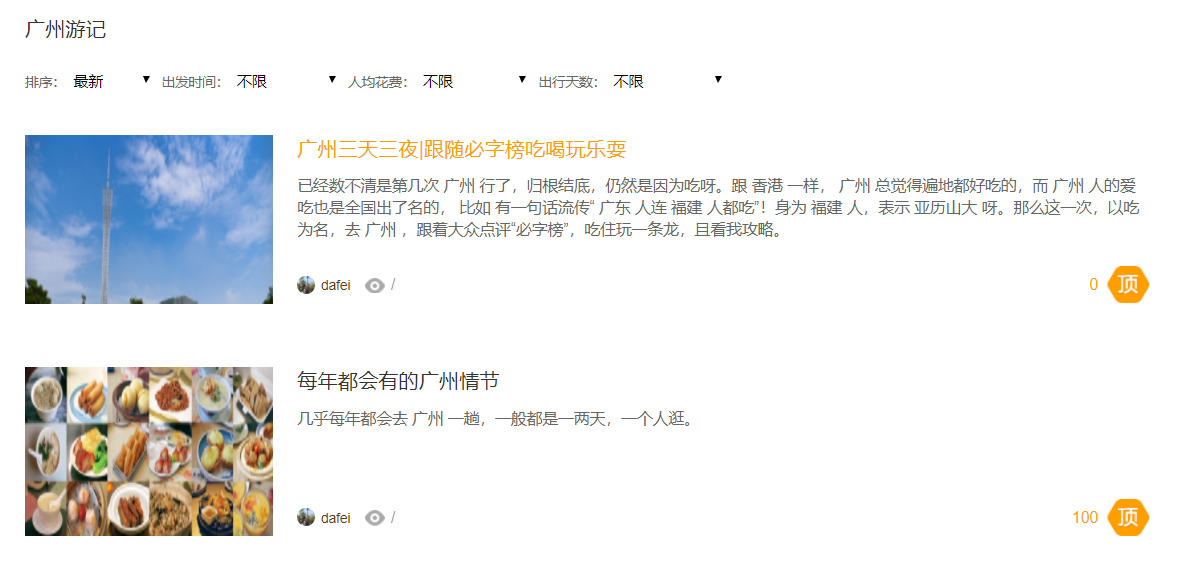 广州游记
排序： 最新 ▼ 出发时间： 不限 ▼ 人均花费： 不限 ▼ 出行天数： 不限 ▼
广州三天三夜|跟随必字榜吃喝玩乐耍
已经数不清是第几次 广州 行了，归根结底，仍然是因为吃呀。跟 香港 一样， 广州 总觉得遍地都好吃的，而 广州 人的爱
吃也是全国出了名的， 比如 有一句话流传“ 广东 人连 福建 人都吃”！身为 福建 人，表示 亚历山大 呀。那么这一次，以吃
为名，去 广州 ，跟着大众点评“必字榜”，吃住玩一条龙，且看我攻略。
dafei / 0 顶
每年都会有的广州情节
几乎每年都会去 广州 一趟，一般都是一两天，一个人逛。
dafei / 100 顶